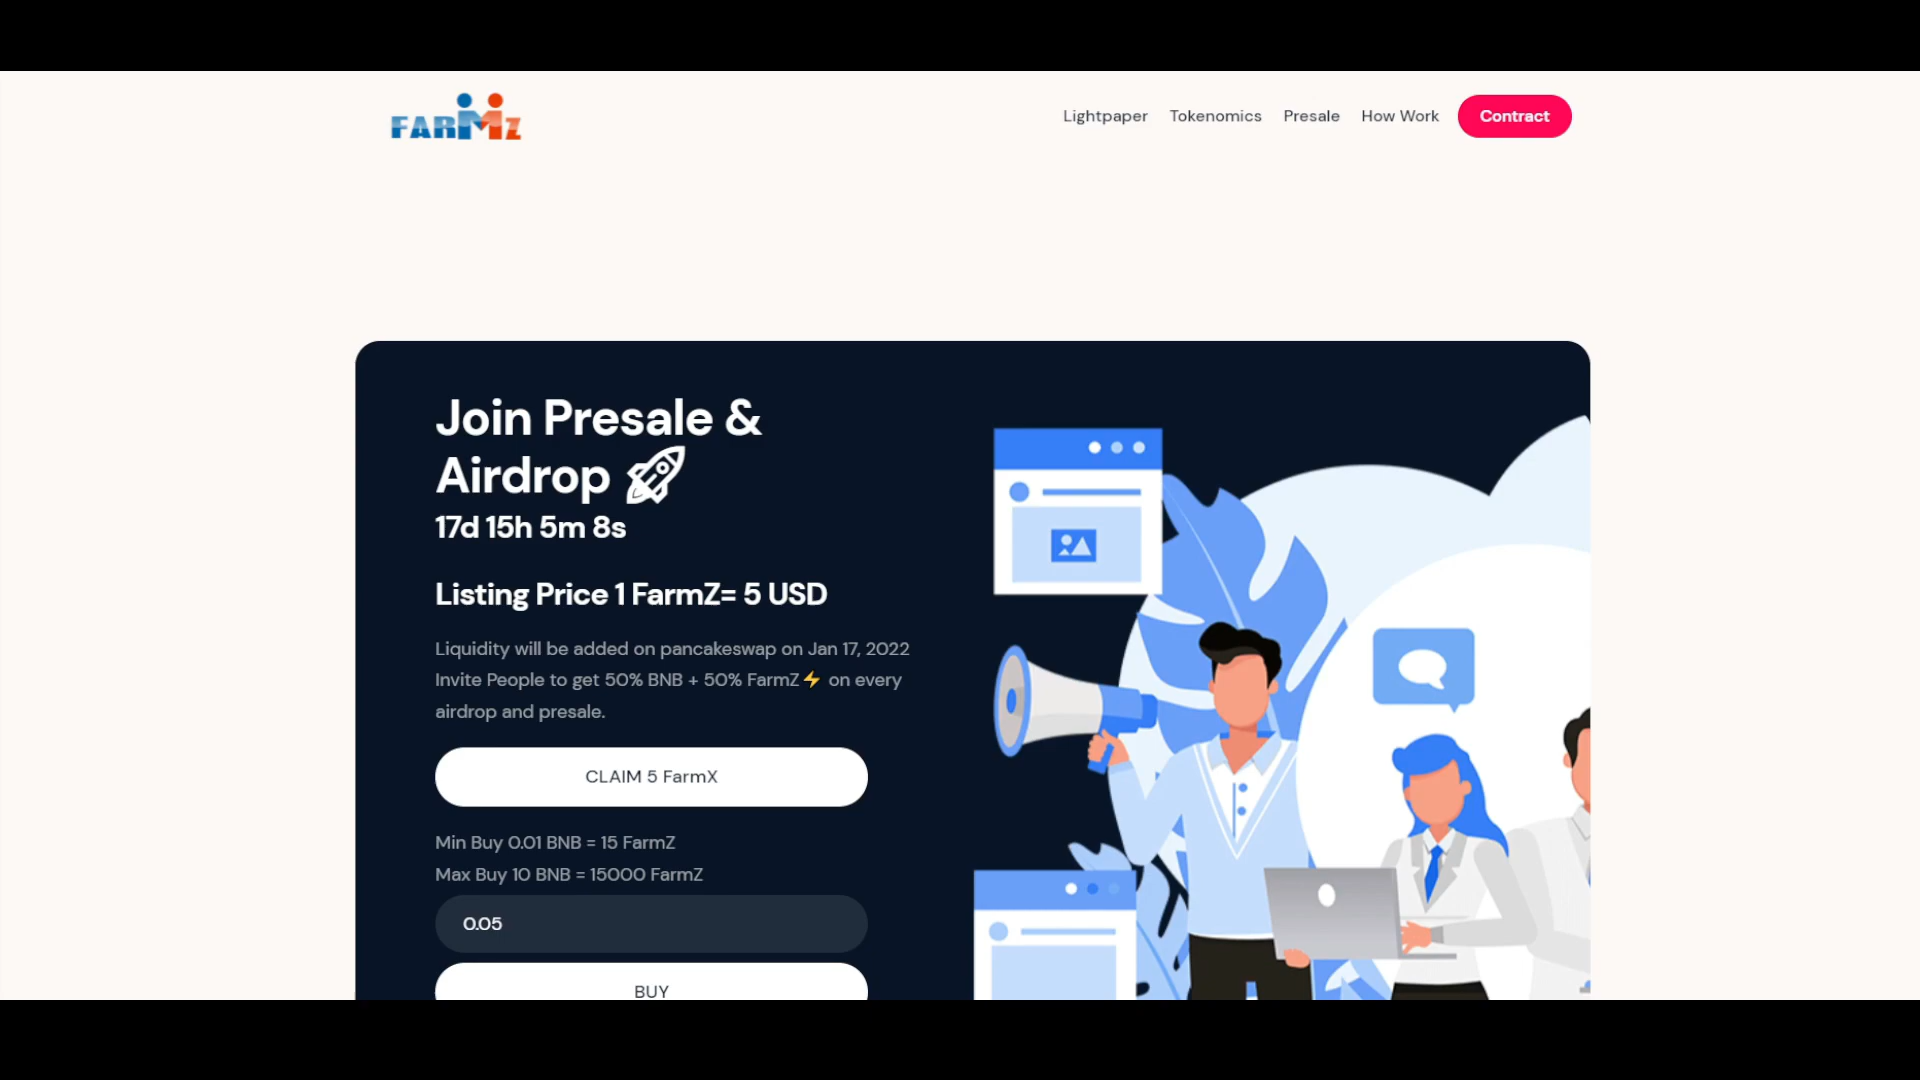 FARMZ
Lightpaper
Tokenomics
Presale
How Work
Contract
Join Presale &
Airdrop 🚀
17d 15h 5m 8s
Listing Price 1 FarmZ= 5 USD
Liquidity will be added on pancakeswap on Jan 17, 2022
Invite People to get 50% BNB + 50% FarmZ⚡ on every
airdrop and presale.
CLAIM 5 FarmX
Min Buy 0.01 BNB = 15 FarmZ
Max Buy 10 BNB = 15000 FarmZ
0.05
BUY